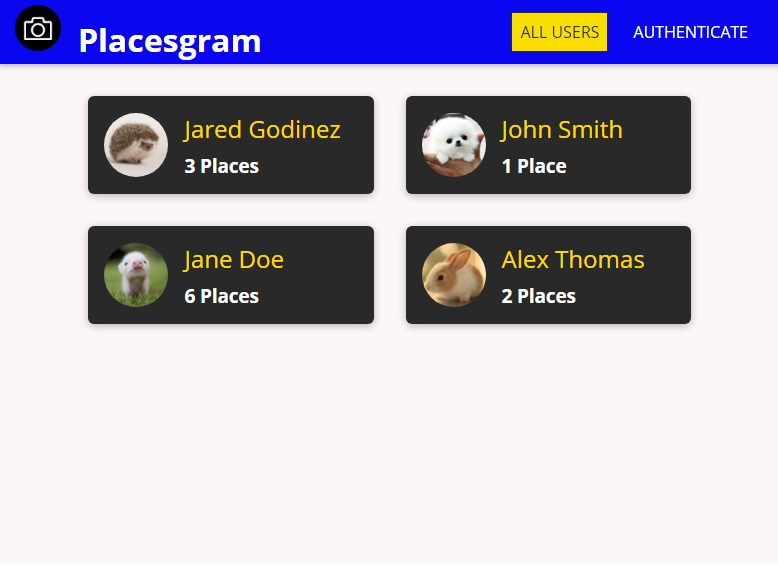 Placesgram
ALL USERS
AUTHENTICATE
Jared Godinez
3 Places
John Smith
1 Place
Jane Doe
6 Places
Alex Thomas
2 Places